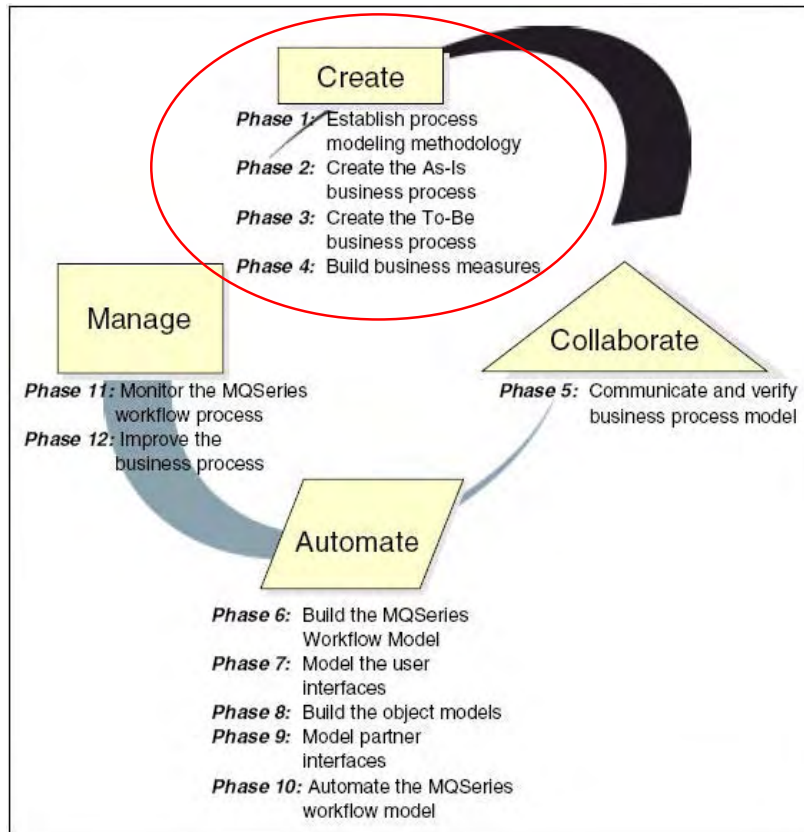 Create
Phase 1: Establish process
modeling methodology
Phase 2: Create the As-Is
business process
Phase 3: Create the To-Be
business process
Phase 4: Build business measures
Collaborate
Phase 5: Communicate and verify
business process model
Manage
Phase 11: Monitor the MQSeries
workflow process
Phase 12: Improve the
business process
Automate
Phase 6: Build the MQSeries
Workflow Model
Phase 7: Model the user
interfaces
Phase 8: Build the object models
Phase 9: Model partner
interfaces
Phase 10: Automate the MQSeries
workflow model